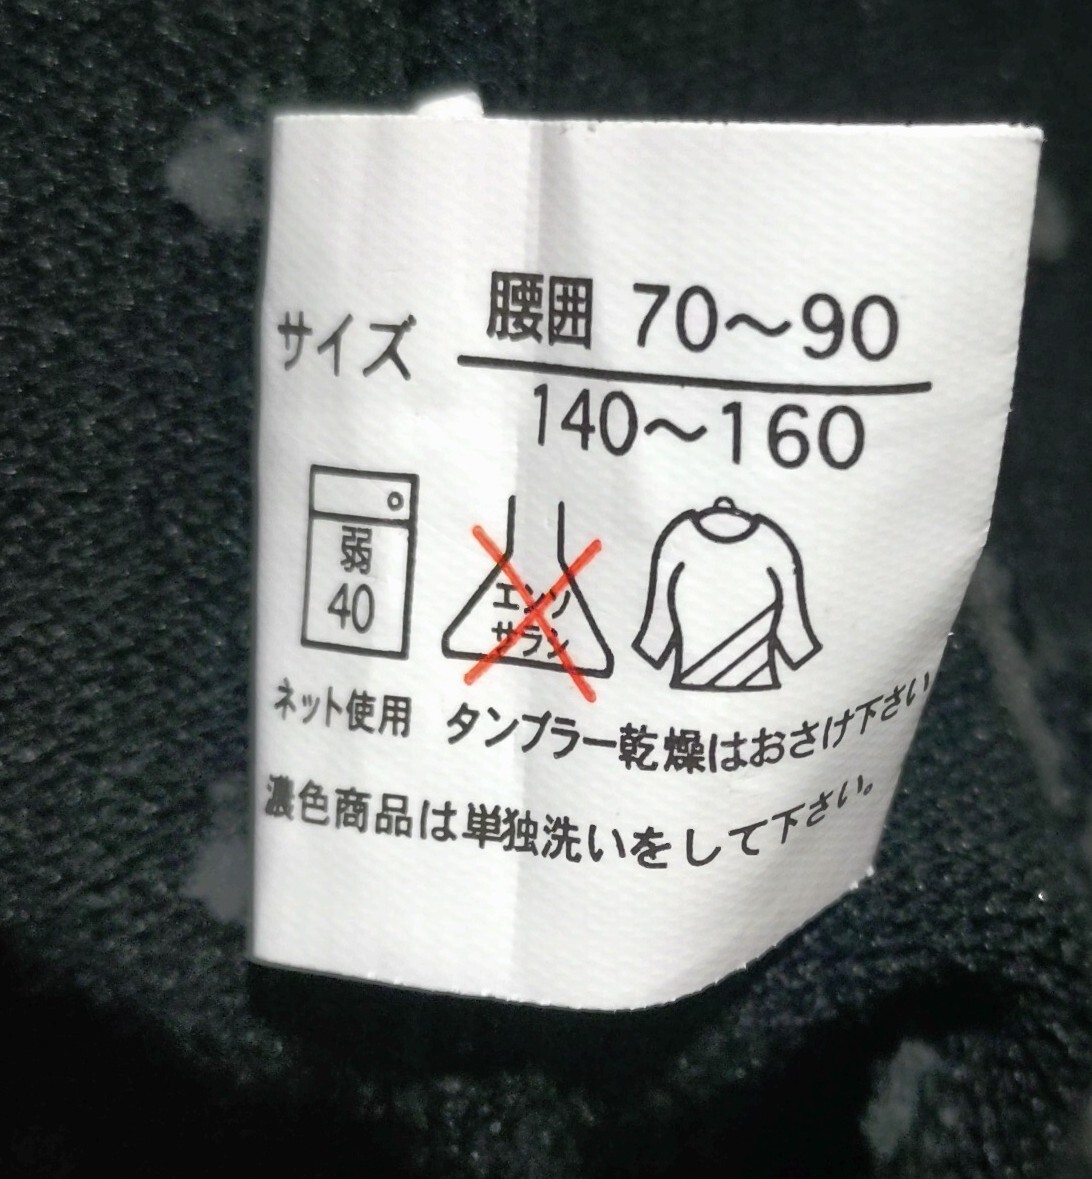 サイズ
腰囲 70〜90
140〜160
弱
40
エンソ
サラン
ネット使用
タンブラー乾燥はおさけ下さい
濃色商品は単独洗いをして下さい。